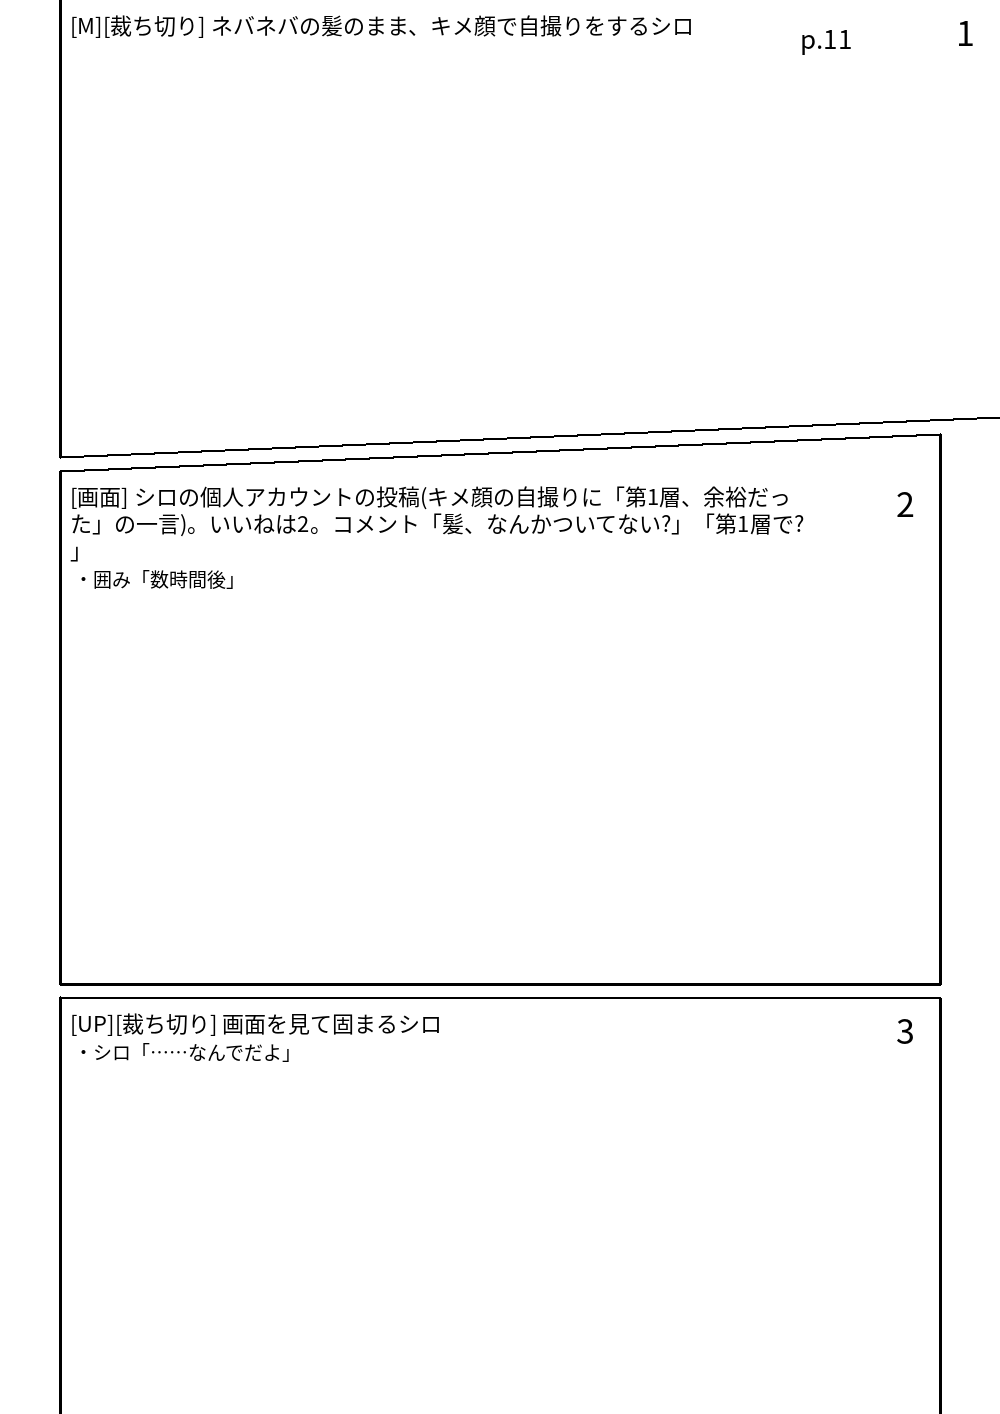 [M][裁ち切り] ネバネバの髪のまま、キメ顔で自撮りをするシロ
p.11
1
[画面] シロの個人アカウントの投稿(キメ顔の自撮りに「第1層、余裕だっ
た」の一言)。いいねは2。コメント「髪、なんかついてない?」「第1層で?
」
・囲み「数時間後」
2
[UP][裁ち切り] 画面を見て固まるシロ
・シロ「……なんでだよ」
3